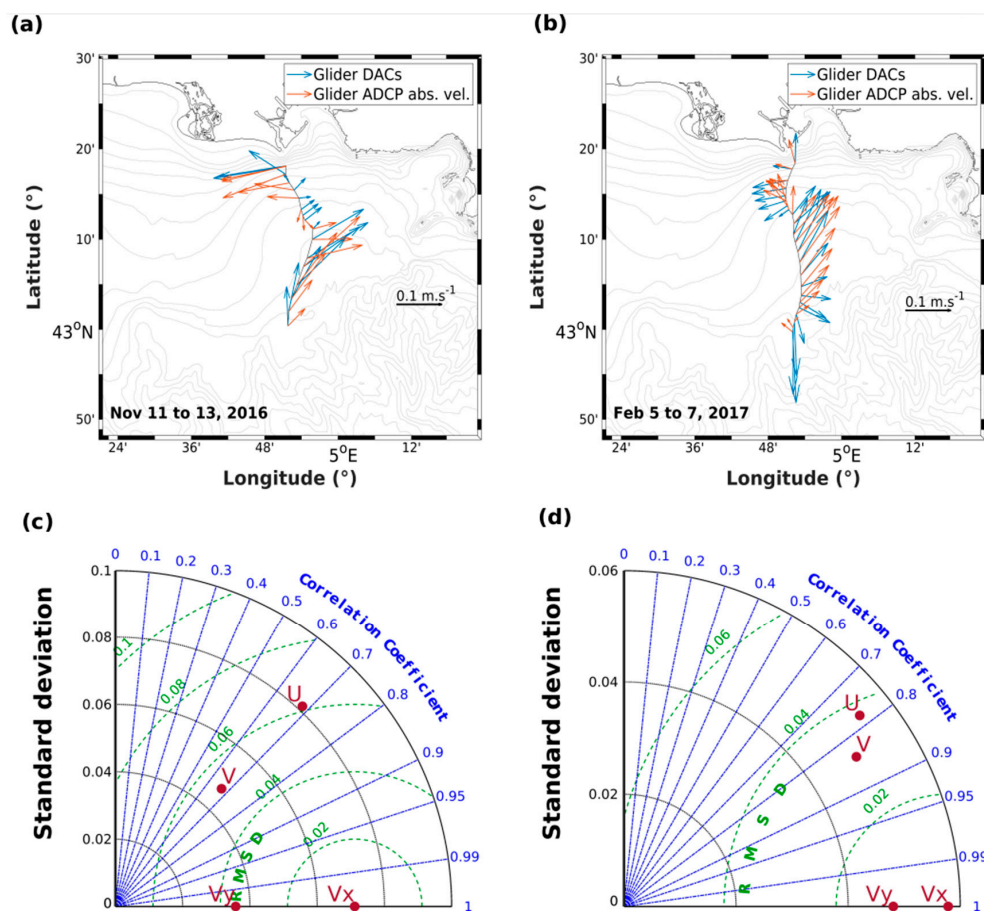 (a)
(b)
30'
20'
10'
43°N
50'
Latitude (°)
Glider DACs
Glider ADCP abs. vel.
0.1 m.s-1
Nov 11 to 13, 2016
24'
36'
48'
5°E
12'
Longitude (°)
30'
20'
10'
43°N
50'
Latitude (°)
Glider DACs
Glider ADCP abs. vel.
0.1 m.s-1
Feb 5 to 7, 2017
24'
36'
48'
5°E
12'
Longitude (°)
(c)
(d)
Standard deviation
0.1
0.08
0.06
0.04
0.02
0
0
0.1
0.2
0.3
0.4
0.5
0.6
0.7
0.8
0.9
0.95
0.99
1
Correlation Coefficient
0.1
0.08
0.06
0.04
0.02
RMSD
U
V
Vy
Vx
Standard deviation
0.06
0.04
0.02
0
0
0.1
0.2
0.3
0.4
0.5
0.6
0.7
0.8
0.9
0.95
0.99
1
Correlation Coefficient
0.06
0.04
0.02
RMSD
U
V
Vy
Vx